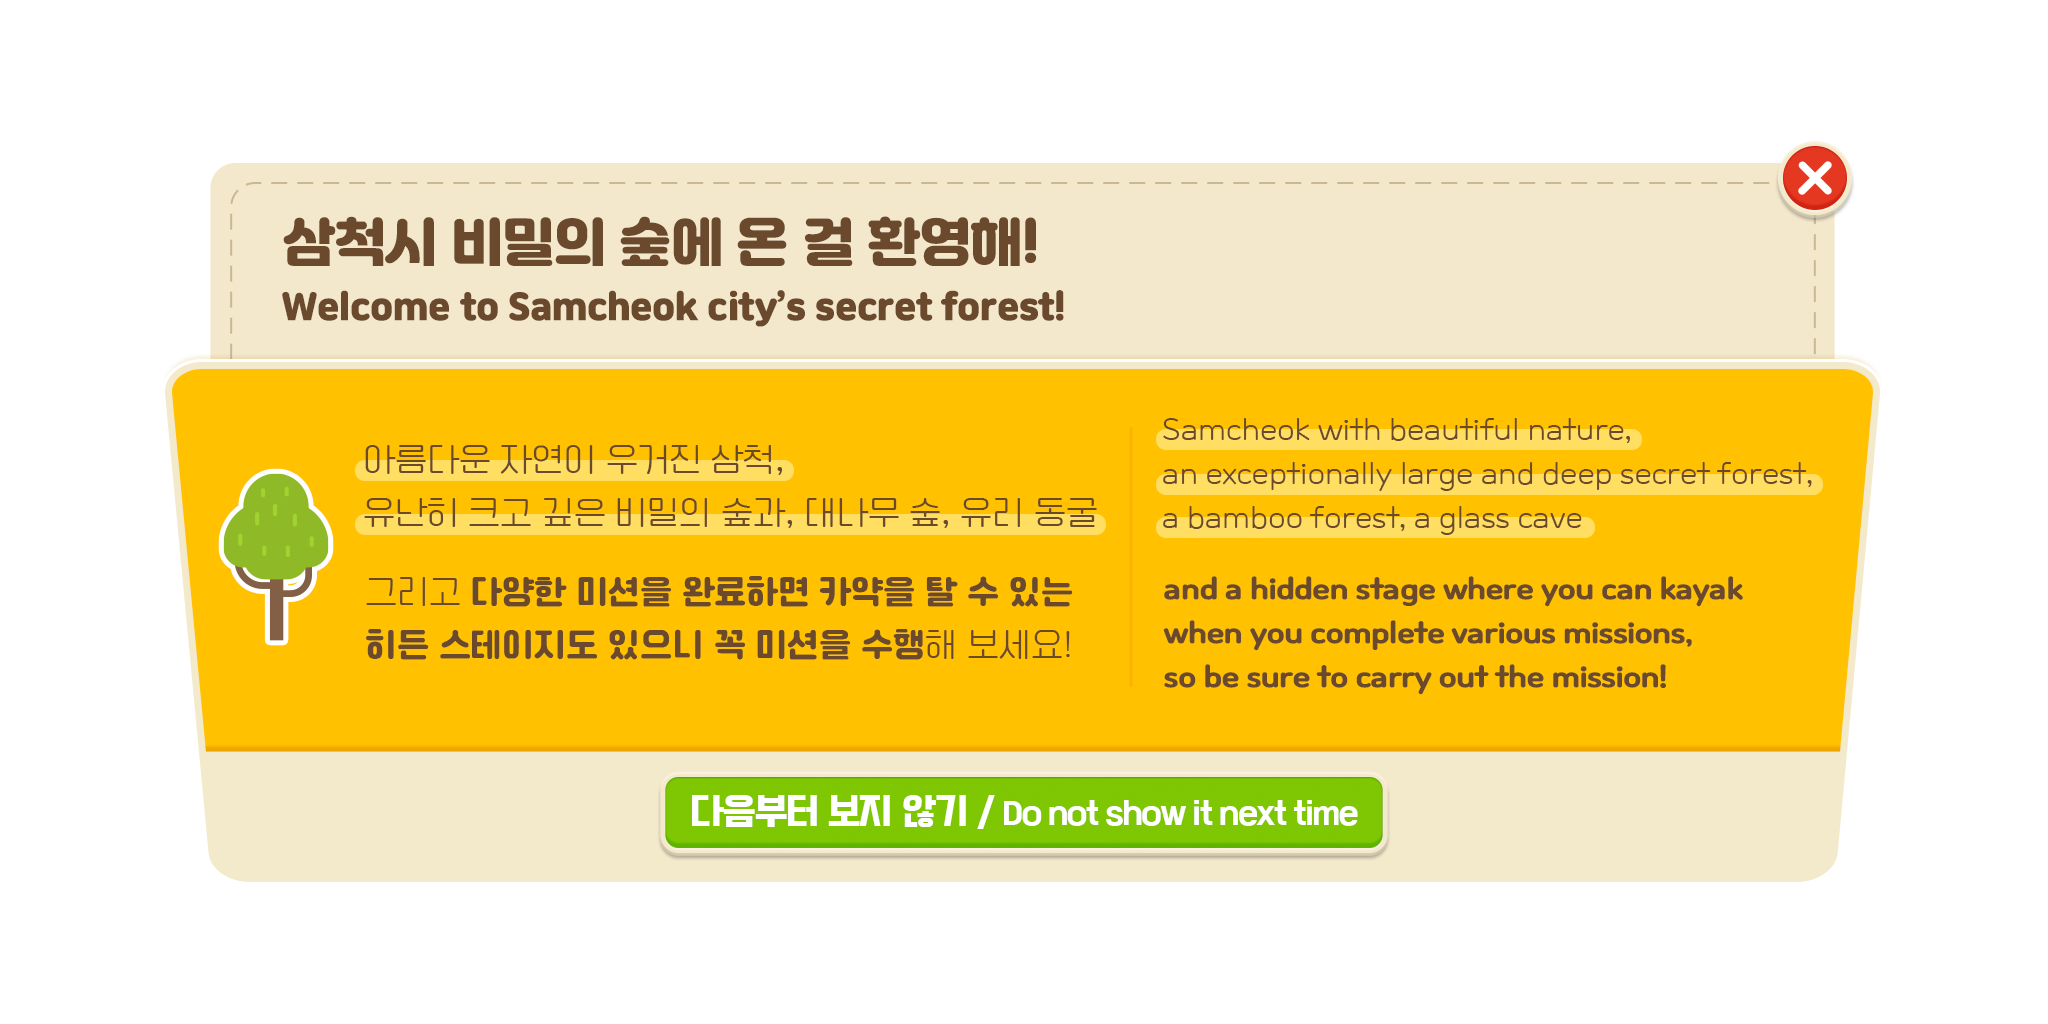 삼척시 비밀의 숲에 온 걸 환영해!
Welcome to Samcheok city's secret forest!
아름다운 자연이 우거진 삼척,
유난히 크고 깊은 비밀의 숲과, 대나무 숲, 유리 동굴
그리고 다양한 미션을 완료하면 카약을 탈 수 있는
히든 스테이지도 있으니 꼭 미션을 수행해 보세요!
Samcheok with beautiful nature,
an exceptionally large and deep secret forest,
a bamboo forest, a glass cave
and a hidden stage where you can kayak
when you complete various missions,
so be sure to carry out the mission!
다음부터 보지 않기 / Do not show it next time